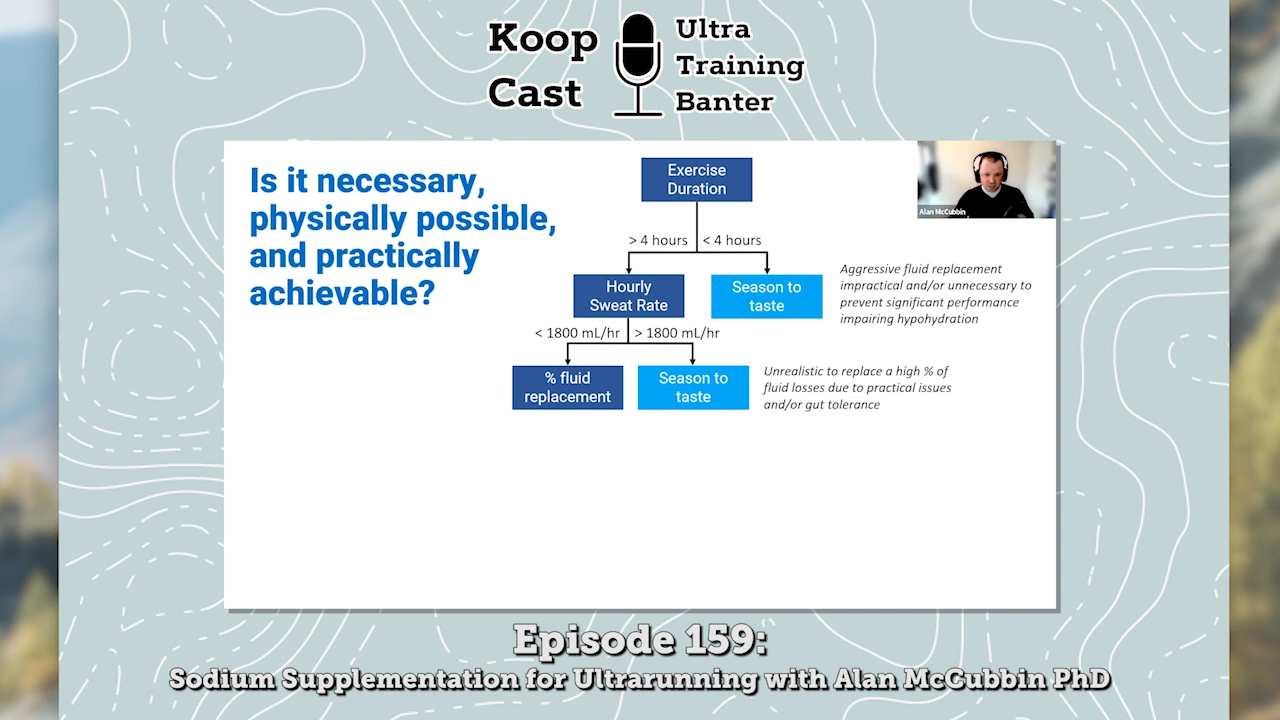 Koop
Cast
Ultra
Training
Banter
Is it necessary,
physically possible,
and practically
achievable?
Exercise
Duration
Alan McCubbin
> 4 hours
< 4 hours
Hourly
Sweat Rate
Season to
taste
Aggressive fluid replacement
impractical and/or unnecessary to
prevent significant performance
impairing hypohydration
< 1800 mL/hr
> 1800 mL/hr
% fluid
replacement
Season to
taste
Unrealistic to replace a high % of
fluid losses due to practical issues
and/or gut tolerance
Episode 159:
Sodium Supplementation for Ultrarunning with Alan McCubbin PhD